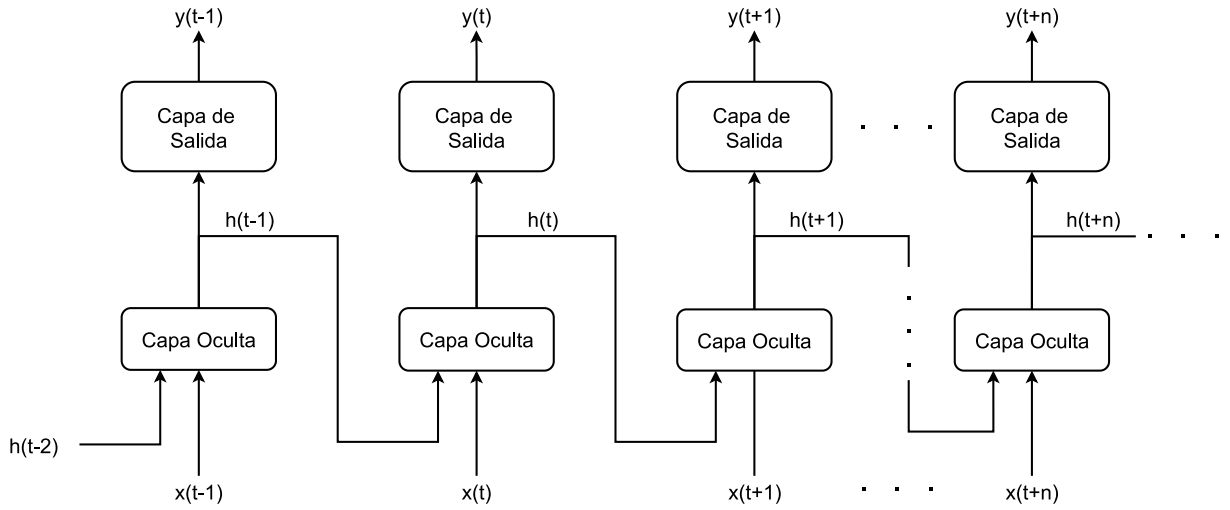 y(t-1)
y(t)
y(t+1)
y(t+n)
Capa de
Salida
Capa de
Salida
Capa de
Salida
. . .
Capa de
Salida
h(t-1)
h(t)
h(t+1)
h(t+n)
. . .
Capa Oculta
Capa Oculta
Capa Oculta
Capa Oculta
h(t-2)
x(t-1)
x(t)
x(t+1)
. . .
x(t+n)